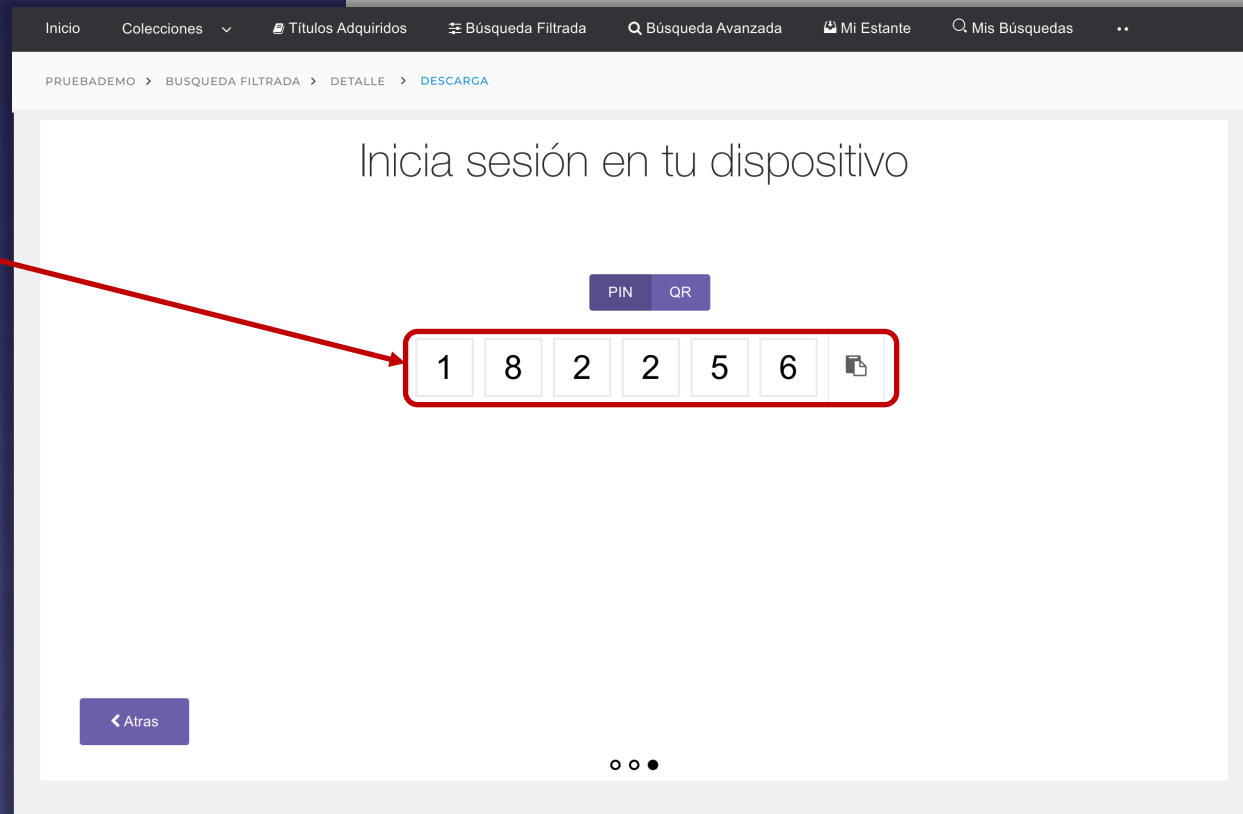 Inicio Colecciones Títulos Adquiridos Búsqueda Filtrada Búsqueda Avanzada Mi Estante Mis Búsquedas
PRUEBADEMO > BUSQUEDA FILTRADA > DETALLE > DESCARGA
Inicia sesión en tu dispositivo
PIN QR
1 8 2 2 5 6
Atras